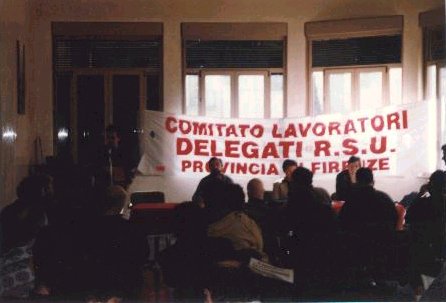 COMITATO LAVORATORI
DELEGATI R.S.U.
PROVINCIA DI FIRENZE